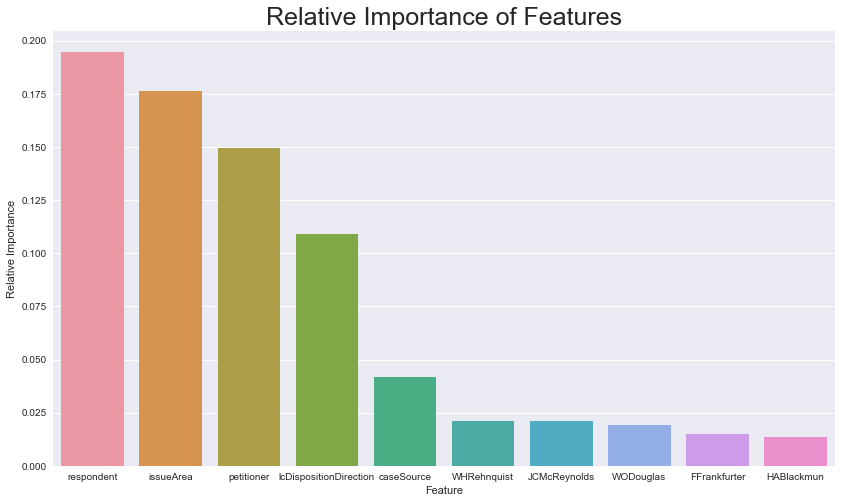 Relative Importance of Features
0.200
0.175
0.150
0.125
0.100
0.075
0.050
0.025
0.000
Relative Importance
respondent issueArea petitioner lcDispositionDirection caseSource WHRehnquist JCMcReynolds WODouglas FFrankfurter HABlackmun
Feature